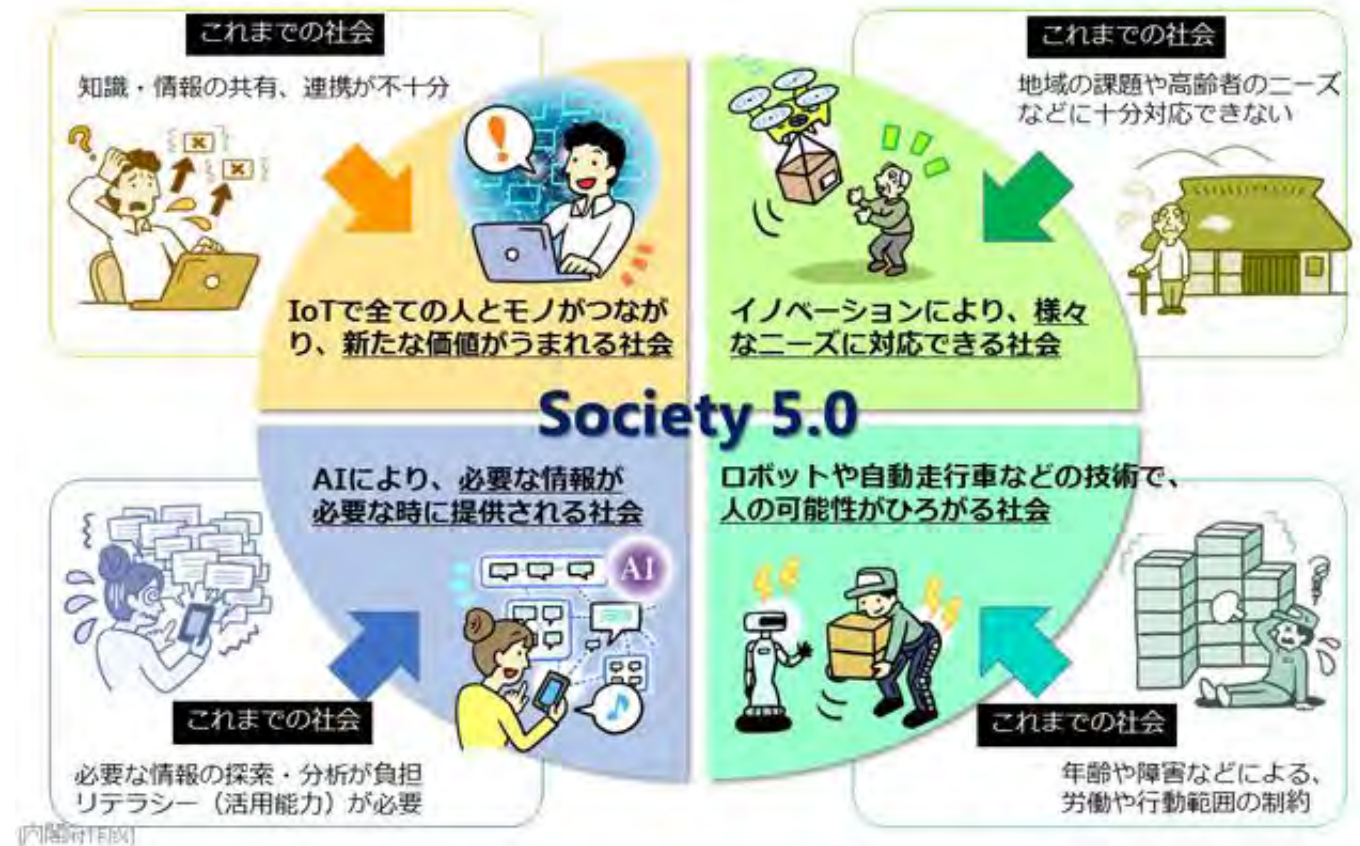 これまでの社会
知識・情報の共有、連携が不十分
IoTで全ての人とモノがつなが
り、新たな価値がうまれる社会
これまでの社会
地域の課題や高齢者のニーズ
などに十分対応できない
イノベーションにより、様々
なニーズに対応できる社会
Society 5.0
AIにより、必要な情報が
必要な時に提供される社会
AI
これまでの社会
必要な情報の探索・分析が負担
リテラシー（活用能力）が必要
ロボットや自動走行車などの技術で、
人の可能性がひろがる社会
これまでの社会
年齢や障害などによる、
労働や行動範囲の制約
[内閣府作成]